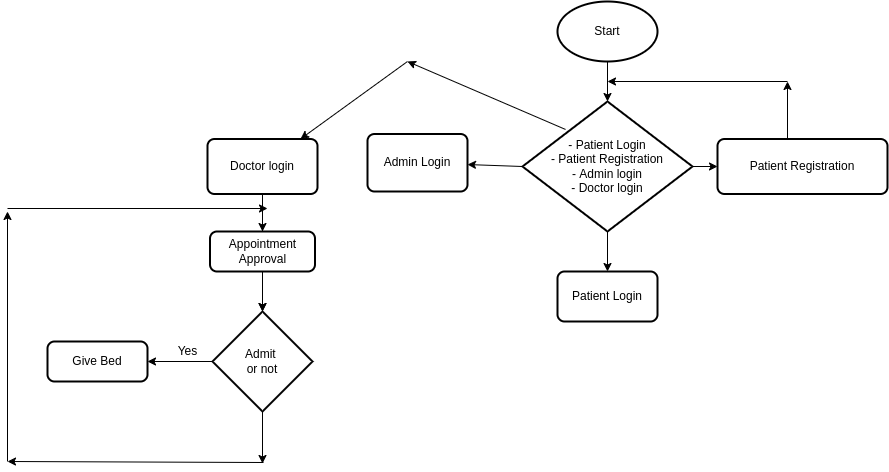 Start
- Patient Login
- Patient Registration
- Admin login
- Doctor login
Doctor login
Admin Login
Patient Registration
Appointment
Approval
Patient Login
Yes
Give Bed
Admit
or not